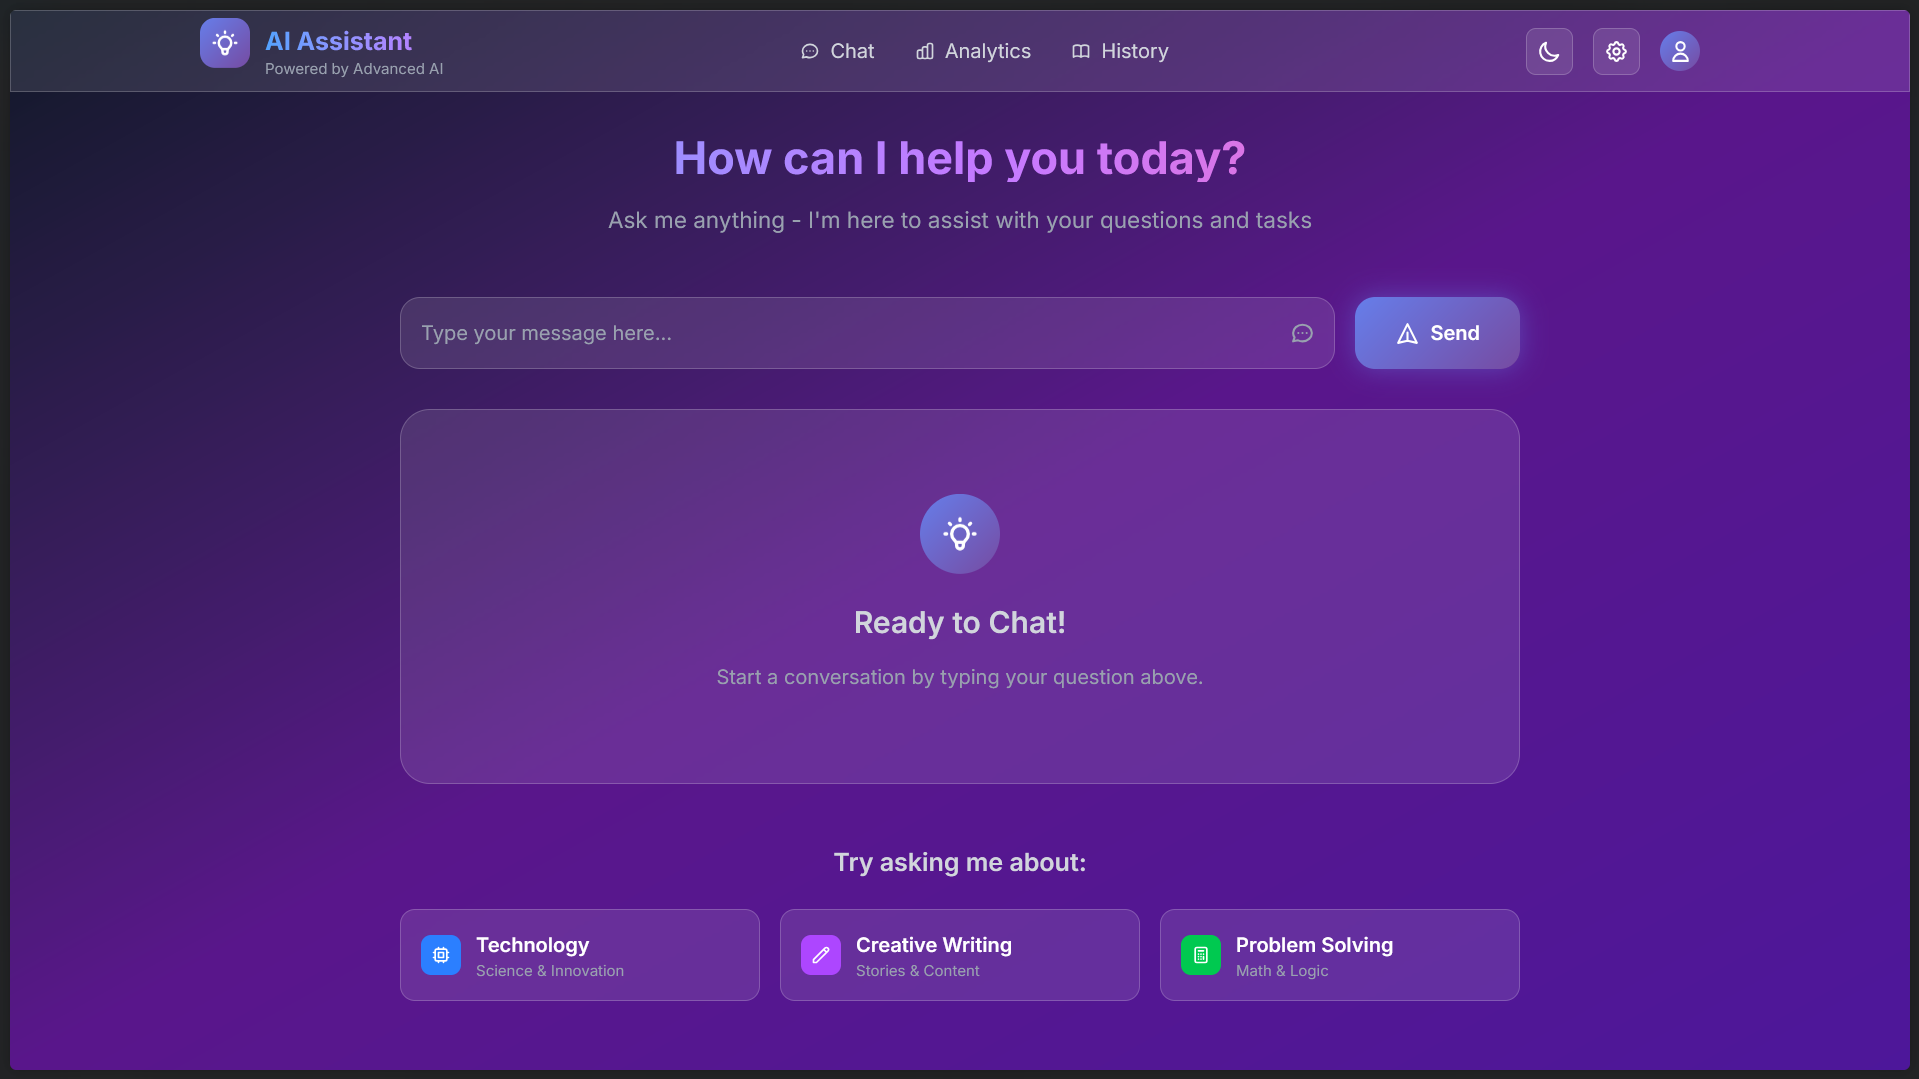 AI Assistant
Powered by Advanced AI
Chat
Analytics
History
How can I help you today?
Ask me anything - I'm here to assist with your questions and tasks
Type your message here...
Send
Ready to Chat!
Start a conversation by typing your question above.
Try asking me about:
Technology
Science & Innovation
Creative Writing
Stories & Content
Problem Solving
Math & Logic